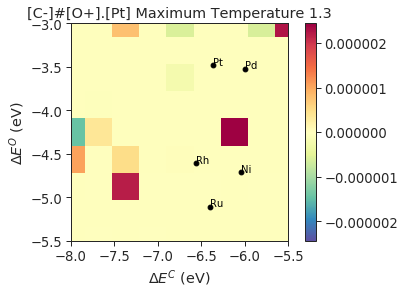 [C-]#[O+].[Pt] Maximum Temperature 1.3
−3.0
−3.5
−4.0
−4.5
−5.0
−5.5
ΔE^O (eV)
Pt
Pd
Rh
Ni
Ru
−8.0 −7.5 −7.0 −6.5 −6.0 −5.5
ΔE^C (eV)
0.000002
0.000001
0.000000
−0.000001
−0.000002